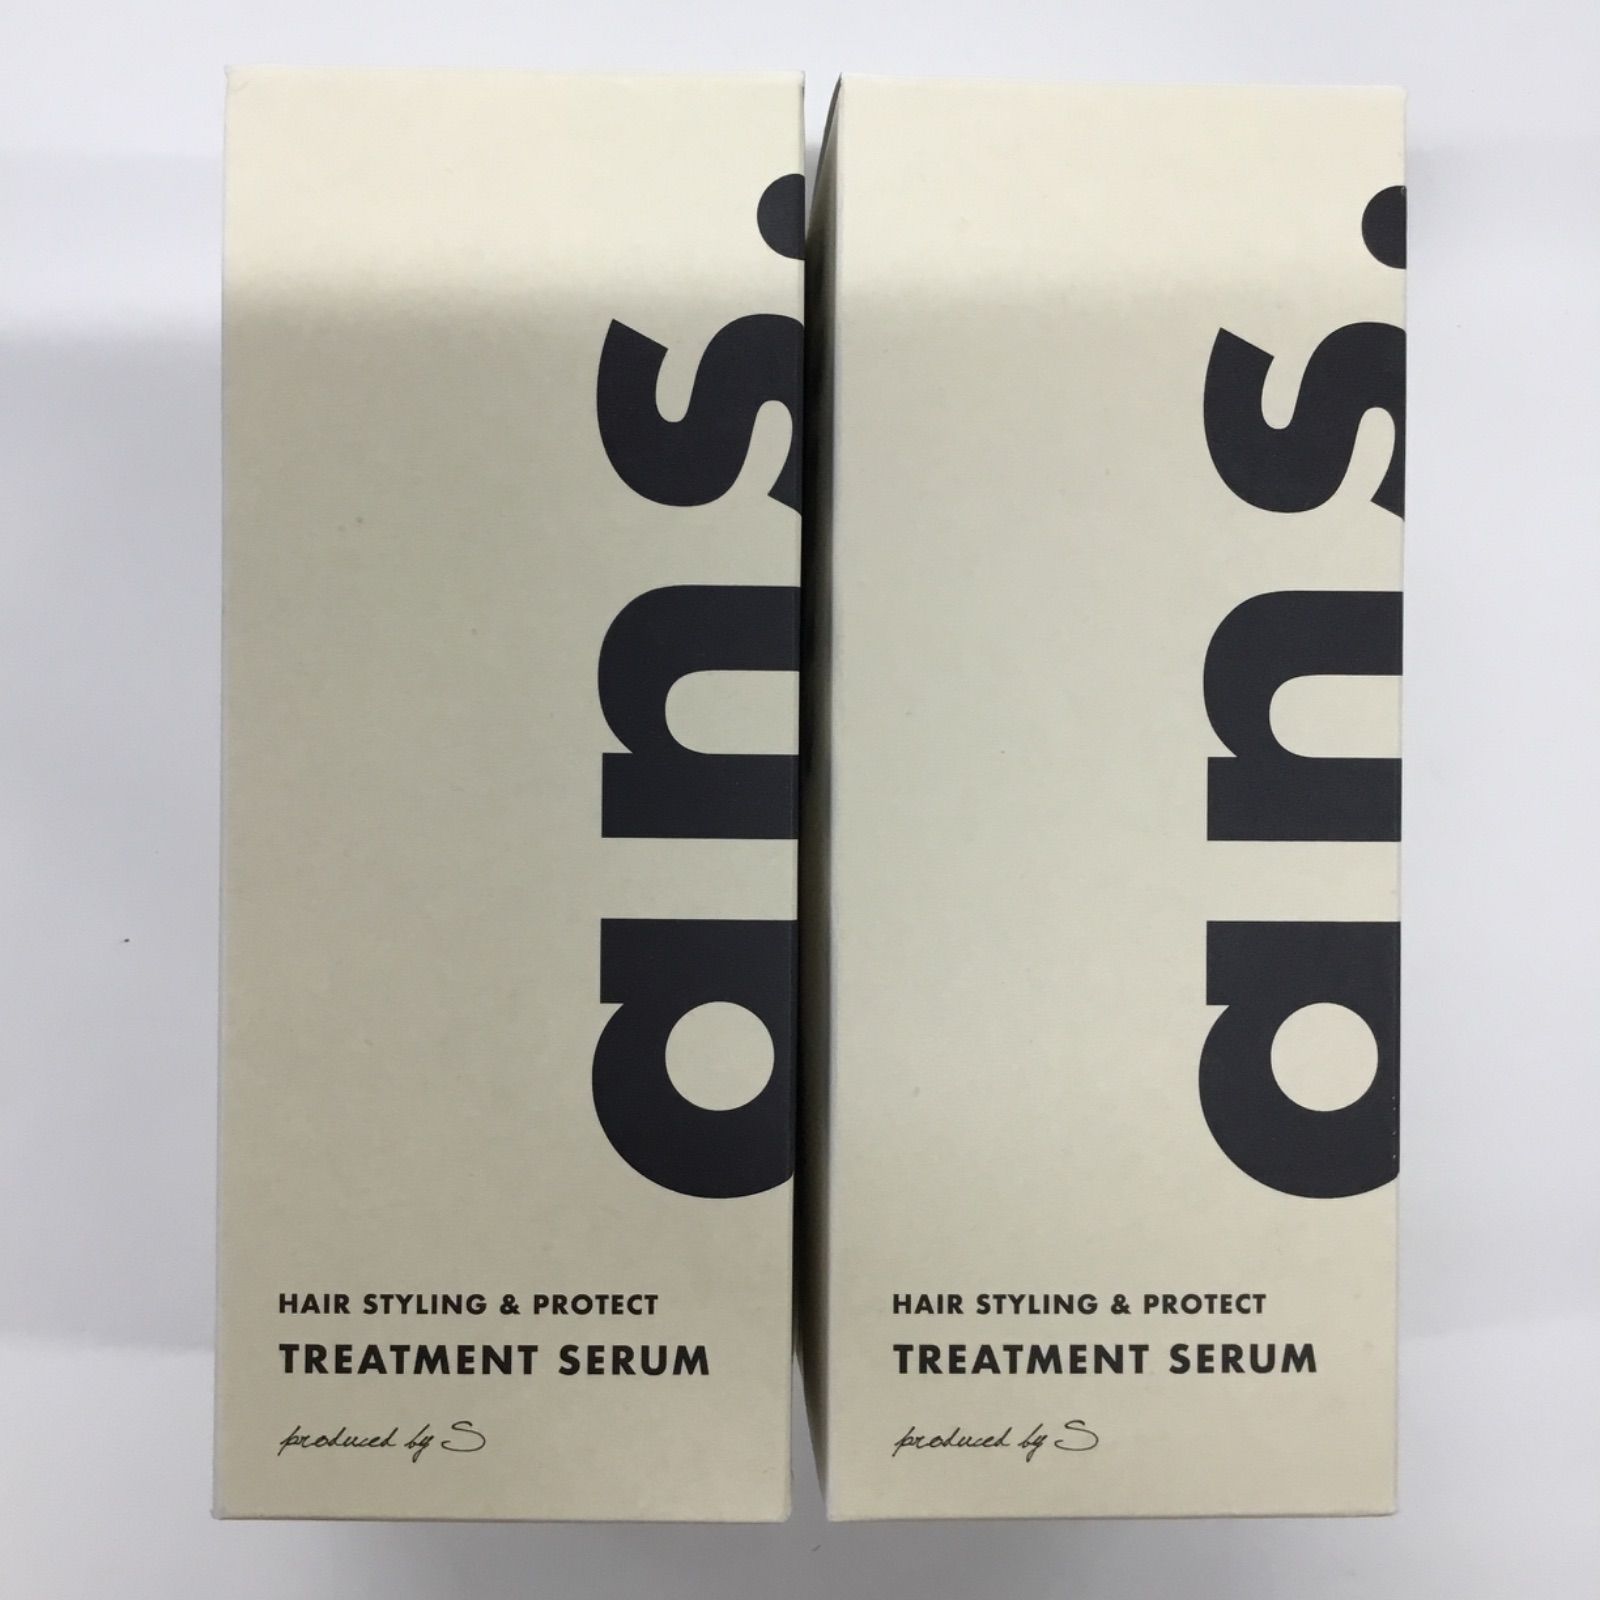 ans.
HAIR STYLING & PROTECT
TREATMENT SERUM
produced by S
ans.
HAIR STYLING & PROTECT
TREATMENT SERUM
produced by S